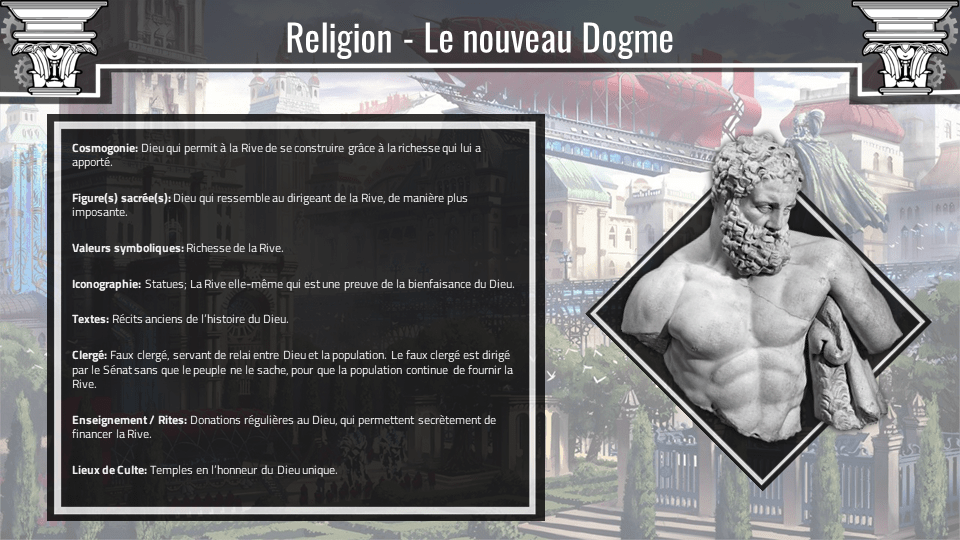 Religion - Le nouveau Dogme
Cosmogonie: Dieu qui permit à la Rive de se construire grâce à la richesse qui lui a
apporté.
Figure(s) sacrée(s): Dieu qui ressemble au dirigeant de la Rive, de manière plus
imposante.
Valeurs symboliques: Richesse de la Rive.
Iconographie: Statues; La Rive elle-même qui est une preuve de la bienfaisance du Dieu.
Textes: Récits anciens de l'histoire du Dieu.
Clergé: Faux clergé, servant de relai entre Dieu et la population. Le faux clergé est dirigé
par le Sénat sans que le peuple ne le sache, pour que la population continue de fournir la
Rive.
Enseignement / Rites: Donations régulières au Dieu, qui permettent secrètement de
financer la Rive.
Lieux de Culte: Temples en l'honneur du Dieu unique.